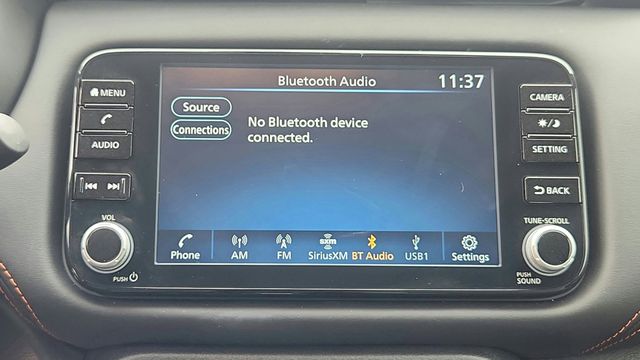 MENU
AUDIO
VOL
PUSH
Bluetooth Audio 11:37
Source
Connections
No Bluetooth device
connected.
Phone AM FM SiriusXM BT Audio USB1 Settings
sxm
CAMERA
SETTING
BACK
TUNE-SCROLL
PUSH
SOUND